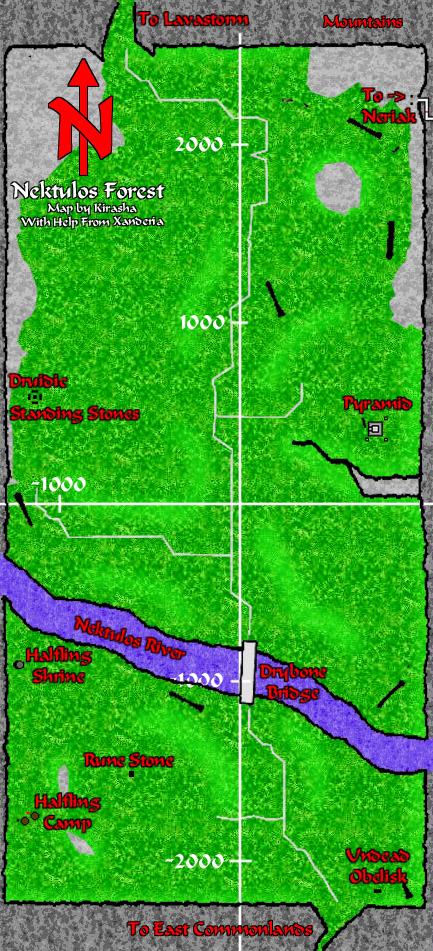 To Lavastorm
Mountains
To ->
Neriak
N
2000
Nektulos Forest
Map by Kirasha
With Help From Xanderia
1000
Druidic
Standing Stones
Pyramid
-1000
Nektulos River
Halfling
Shrine
-1000
Drybone
Bridge
Rune Stone
Halfling
Camp
-2000
Undead
Obelisk
To East Commonlands